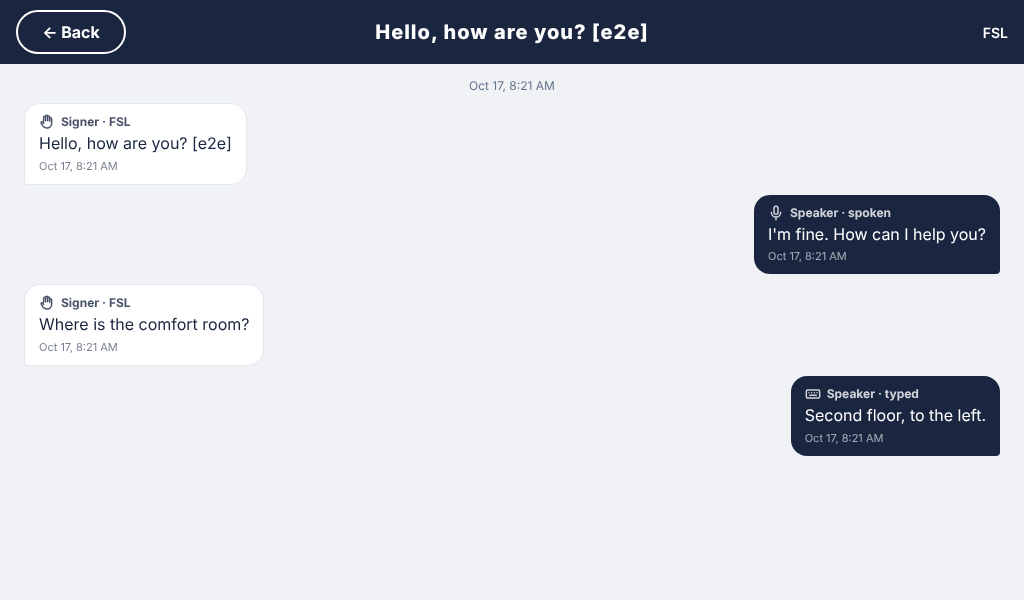 ← Back
Hello, how are you? [e2e]
FSL
Oct 17, 8:21 AM
Signer · FSL
Hello, how are you? [e2e]
Oct 17, 8:21 AM
Speaker · spoken
I'm fine. How can I help you?
Oct 17, 8:21 AM
Signer · FSL
Where is the comfort room?
Oct 17, 8:21 AM
Speaker · typed
Second floor, to the left.
Oct 17, 8:21 AM